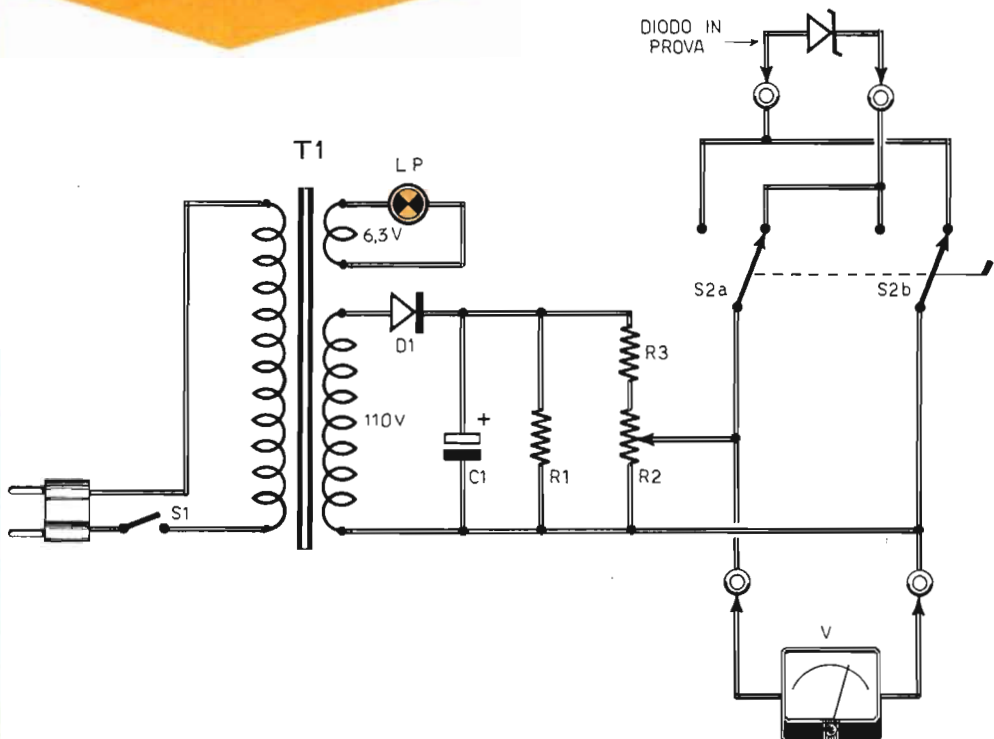 DIODO IN
PROVA
T1
LP
6,3V
S2a
S2b
D1
R3
110V
+
C1
R1
R2
S1
V